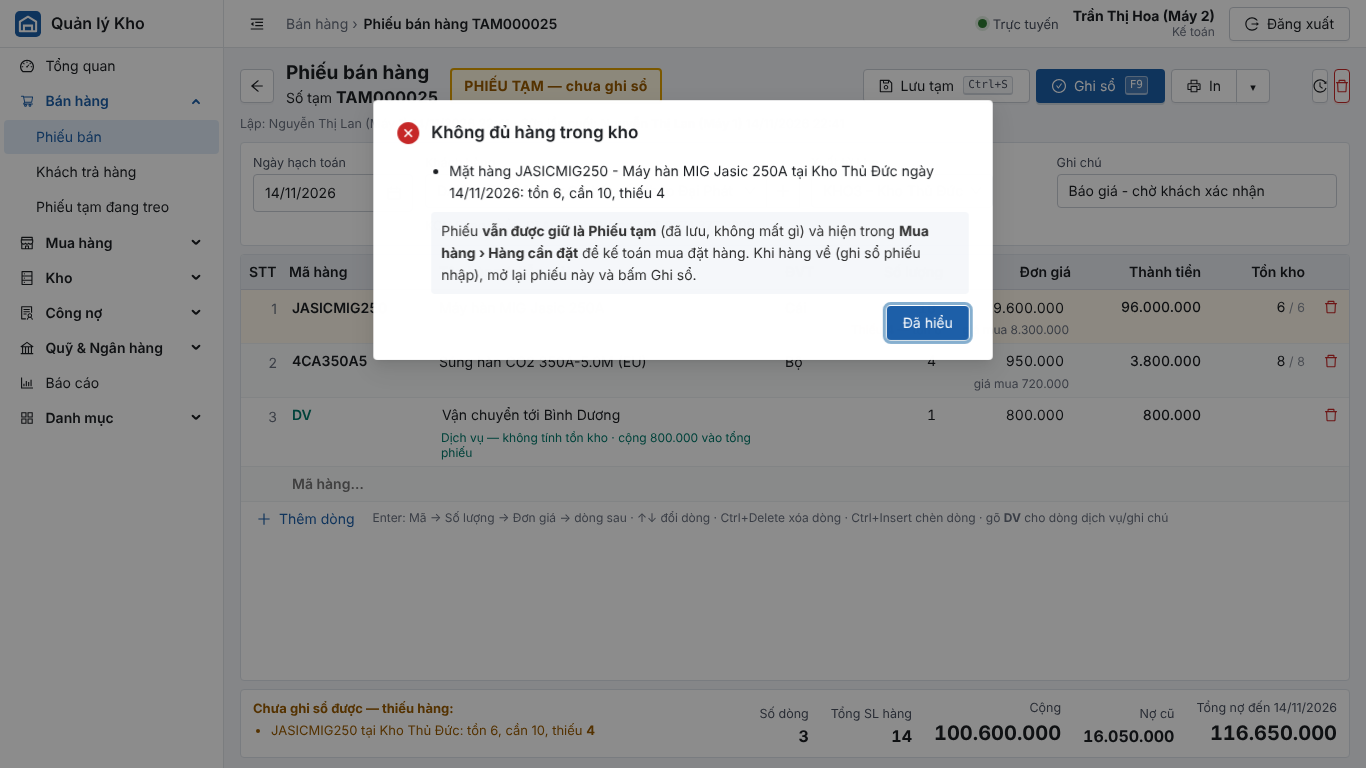 Quản lý Kho
Bán hàng › Phiếu bán hàng TAM000025
Trực tuyến
Trần Thị Hoa (Máy 2)
Kế toán
Đăng xuất
Tổng quan
Bán hàng
Phiếu bán
Khách trả hàng
Phiếu tạm đang treo
Mua hàng
Kho
Công nợ
Quỹ & Ngân hàng
Báo cáo
Danh mục
Phiếu bán hàng
Số tạm TAM000025
PHIẾU TẠM — chưa ghi sổ
Lưu tạm Ctrl+S
Ghi sổ F9
In
Lập: Nguyễn Thị Lan
Ngày hạch toán
14/11/2026
Ghi chú
Báo giá - chờ khách xác nhận
Không đủ hàng trong kho
• Mặt hàng JASICMIG250 - Máy hàn MIG Jasic 250A tại Kho Thủ Đức ngày
14/11/2026: tồn 6, cần 10, thiếu 4
Phiếu vẫn được giữ là Phiếu tạm (đã lưu, không mất gì) và hiện trong Mua
hàng › Hàng cần đặt để kế toán mua đặt hàng. Khi hàng về (ghi sổ phiếu
nhập), mở lại phiếu này và bấm Ghi sổ.
Đã hiểu
STT Mã hàng Đơn giá Thành tiền Tồn kho
1 JASICMIG25 9.600.000 96.000.000 6 / 6
ua 8.300.000
2 4CA350A5 Súng hàn CO2 350A-5.0M (EU) Bộ 4 950.000 3.800.000 8 / 8
giá mua 720.000
3 DV Vận chuyển tới Bình Dương 1 800.000 800.000
Dịch vụ — không tính tồn kho · cộng 800.000 vào tổng
phiếu
Mã hàng...
+ Thêm dòng Enter: Mã → Số lượng → Đơn giá → dòng sau · ↑↓ đổi dòng · Ctrl+Delete xóa dòng · Ctrl+Insert chèn dòng · gõ DV cho dòng dịch vụ/ghi chú
Chưa ghi sổ được — thiếu hàng:
• JASICMIG250 tại Kho Thủ Đức: tồn 6, cần 10, thiếu 4
Số dòng
3
Tổng SL hàng
14
Cộng
100.600.000
Nợ cũ
16.050.000
Tổng nợ đến 14/11/2026
116.650.000